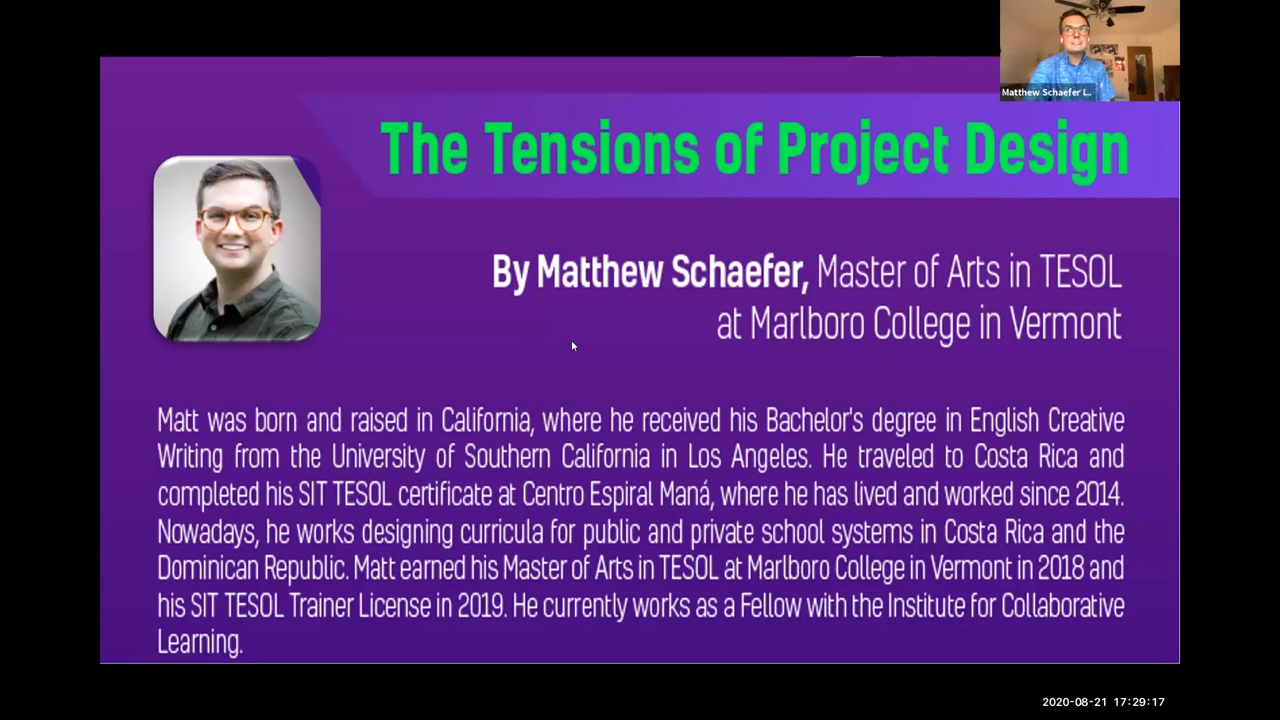 Matthew Schaefer L...
The Tensions of Project Design
By Matthew Schaefer, Master of Arts in TESOL
at Marlboro College in Vermont
Matt was born and raised in California, where he received his Bachelor's degree in English Creative
Writing from the University of Southern California in Los Angeles. He traveled to Costa Rica and
completed his SIT TESOL certificate at Centro Espiral Maná, where he has lived and worked since 2014.
Nowadays, he works designing curricula for public and private school systems in Costa Rica and the
Dominican Republic. Matt earned his Master of Arts in TESOL at Marlboro College in Vermont in 2018 and
his SIT TESOL Trainer License in 2019. He currently works as a Fellow with the Institute for Collaborative
Learning.
2020-08-21 17:29:17